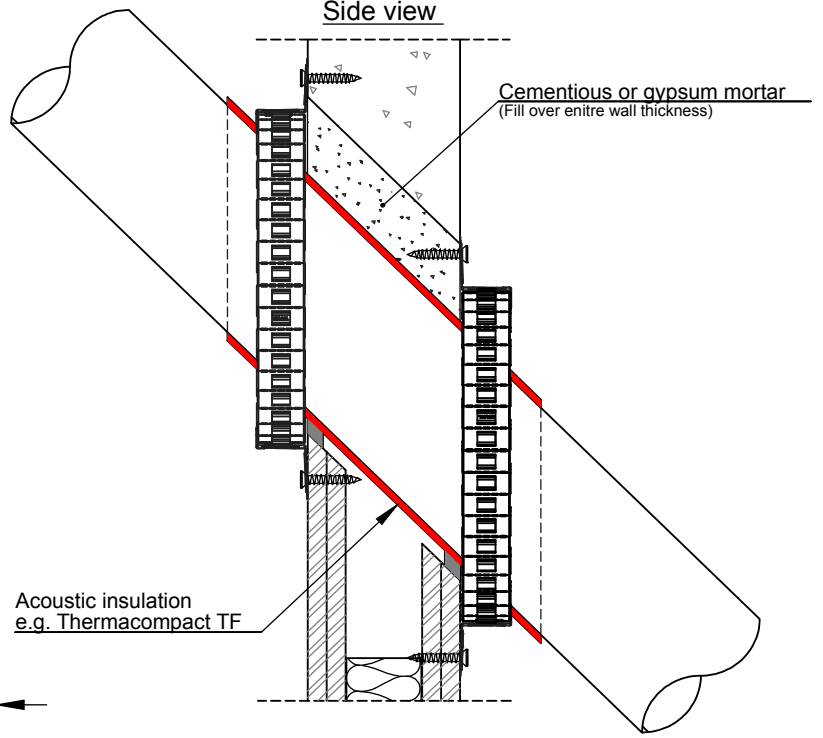 Side view
Cementious or gypsum mortar
(Fill over enitre wall thickness)
Acoustic insulation
e.g. Thermacompact TF